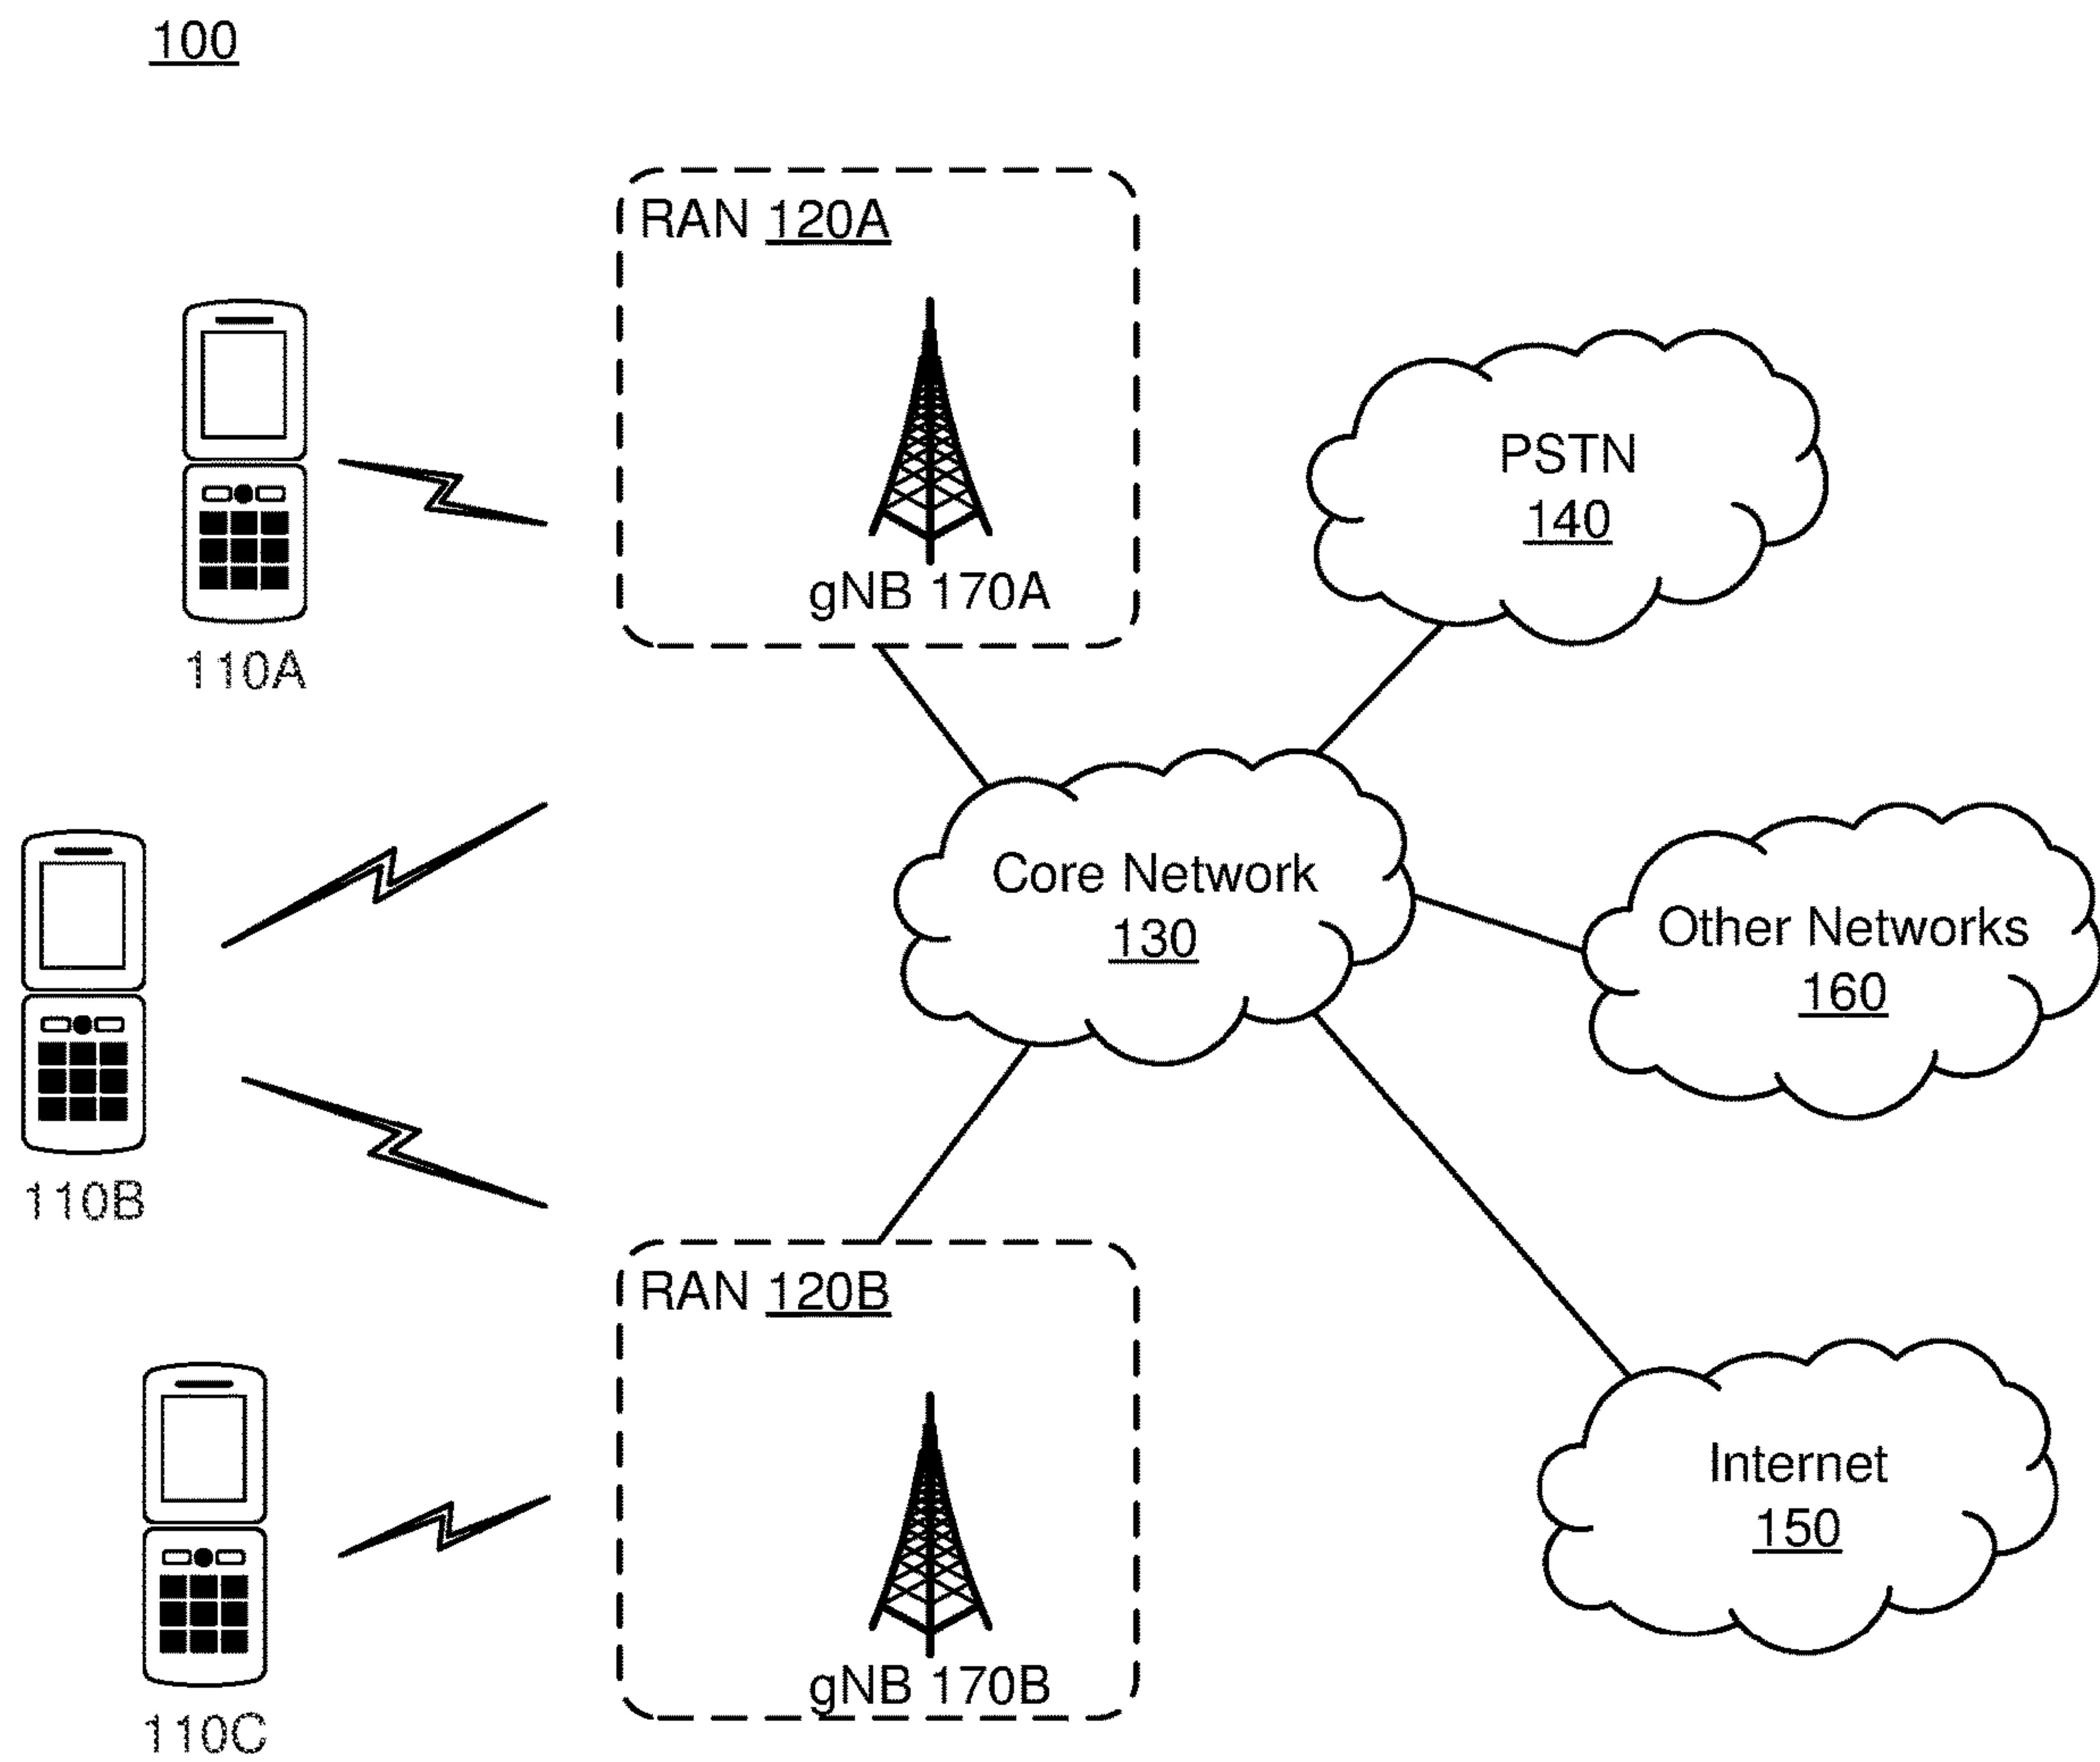 100
RAN 120A
gNB 170A
110A
PSTN
140
Core Network
130
Other Networks
160
110B
RAN 120B
gNB 170B
Internet
150
110C